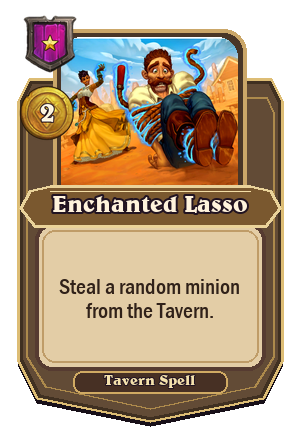 2
Enchanted Lasso
Steal a random minion
from the Tavern.
Tavern Spell